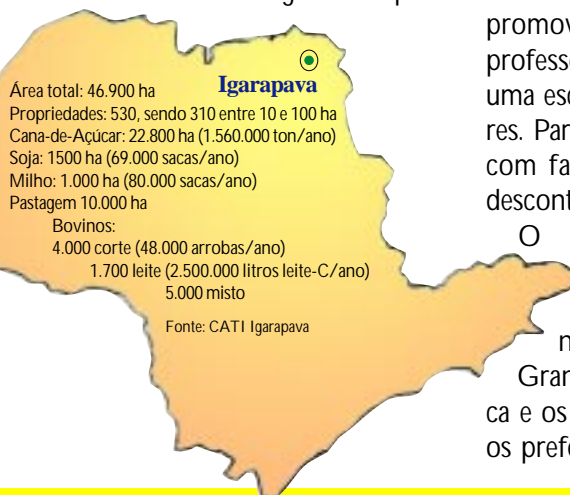 Igarapava
Área total: 46.900 ha
Propriedades: 530, sendo 310 entre 10 e 100 ha
Cana-de-Açúcar: 22.800 ha (1.560.000 ton/ano)
Soja: 1500 ha (69.000 sacas/ano)
Milho: 1.000 ha (80.000 sacas/ano)
Pastagem 10.000 ha
Bovinos:
4.000 corte (48.000 arrobas/ano)
1.700 leite (2.500.000 litros leite-C/ano)
5.000 misto
Fonte: CATI Igarapava
promov
profess
uma es
res. Par
com fa
descont
O
n
Gran
ca e os
os prefe